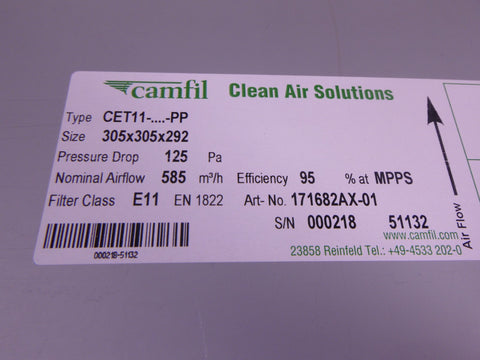 camfil Clean Air Solutions
Type CET11-....-PP
Size 305x305x292
Pressure Drop 125 Pa
Nominal Airflow 585 m³/h Efficiency 95 % at MPPS
Filter Class E11 EN 1822 Art- No. 171682AX-01
S/N 000218 51132
www.camfil.com
23858 Reinfeld Tel.: +49-4533 202-0
000218-51132
Air Flow